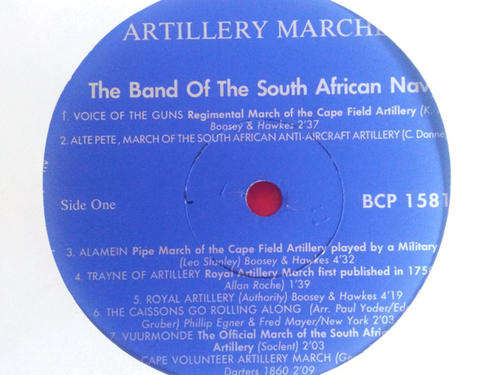 ARTILLERY MARCHE
The Band Of The South African Nav
1. VOICE OF THE GUNS Regimental March of the Cape Field Artillery (K.
Boosey & Hawkes 2'37
2. ALTE PETE, MARCH OF THE SOUTH AFRICAN ANTI-AIRCRAFT ARTILLERY (C. Donne
Side One
BCP 1581
3. ALAMEIN Pipe March of the Cape Field Artillery played by a Military
(Leo Stanley) Boosey & Hawkes 4'32
4. TRAYNE OF ARTILLERY Royal Artillery March first published in 175
Allan Roche) 1'39
5. ROYAL ARTILLERY (Authority) Boosey & Hawkes 4'19
6. THE CAISSONS GO ROLLING ALONG (Arr. Paul Yoder/Ed
Gruber) Phillip Egner & Fred Mayer/New York 2'03
7. VUURMONDE The Official March of the South Afric
Artillery (Soclent) 2'03
CAPE VOLUNTEER ARTILLERY MARCH (Ge
Darters 1860 2'09